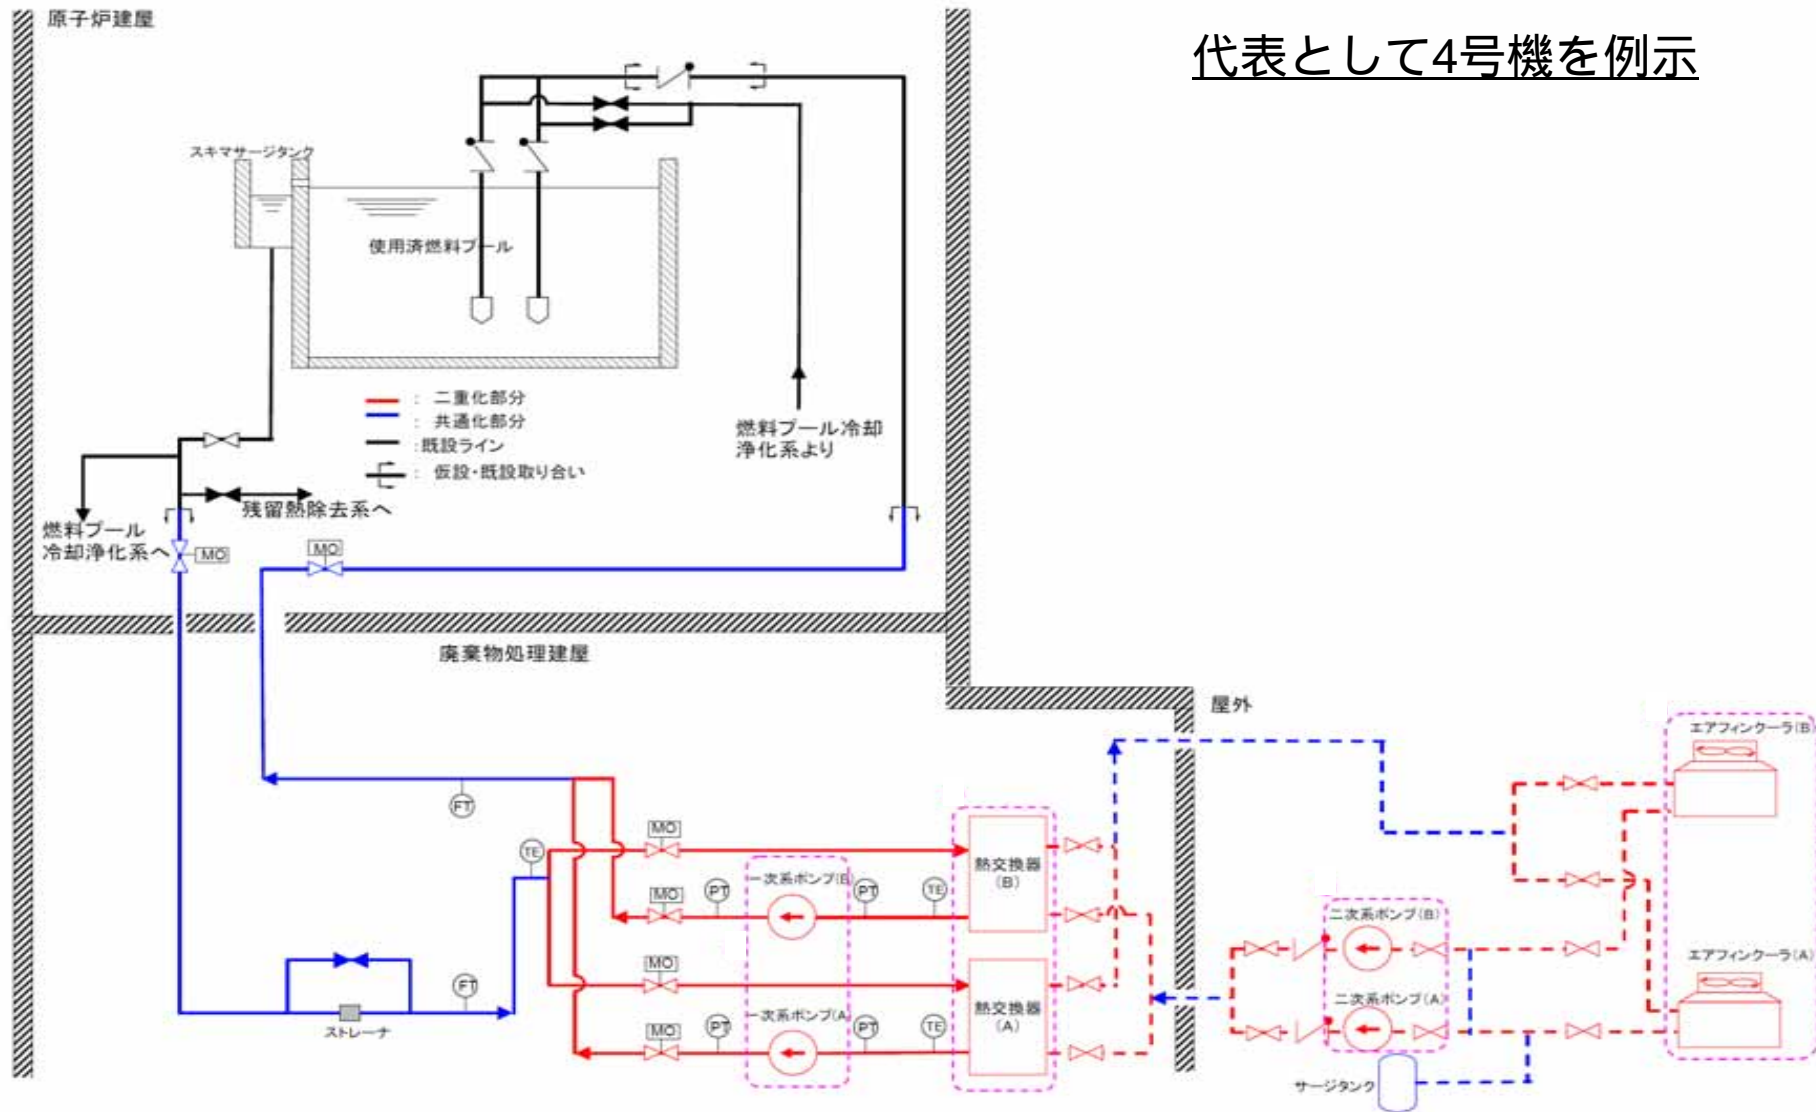 原子炉建屋
代表として4号機を例示
スキマサージタンク
使用済燃料プール
： 二重化部分
： 共通化部分
：既設ライン
： 仮設・既設取り合い
燃料プール冷却
浄化系より
残留熱除去系へ
燃料プール
冷却浄化系へ
MO
MO
廃棄物処理建屋
屋外
エアフィンクーラ(B)
FT
MO
TE
熱交換器
(B)
一次系ポンプ(B)
MO
PT
PT
TE
二次系ポンプ(B)
エアフィンクーラ(A)
MO
FT
熱交換器
(A)
二次系ポンプ(A)
ストレーナ
一次系ポンプ(A)
MO
PT
PT
TE
サージタンク